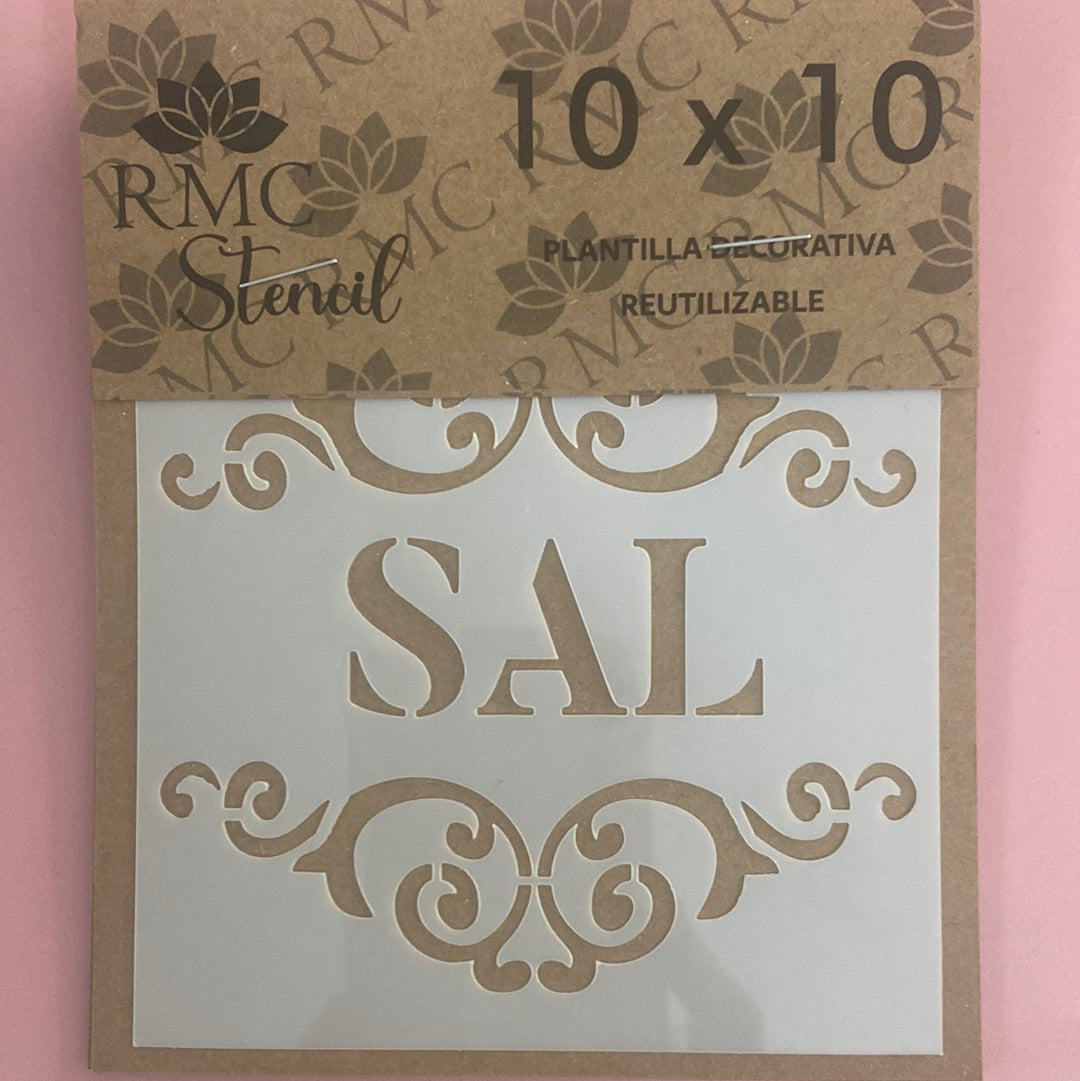 RMC
Stencil
10 x 10
PLANTILLA DECORATIVA
REUTILIZABLE
SAL